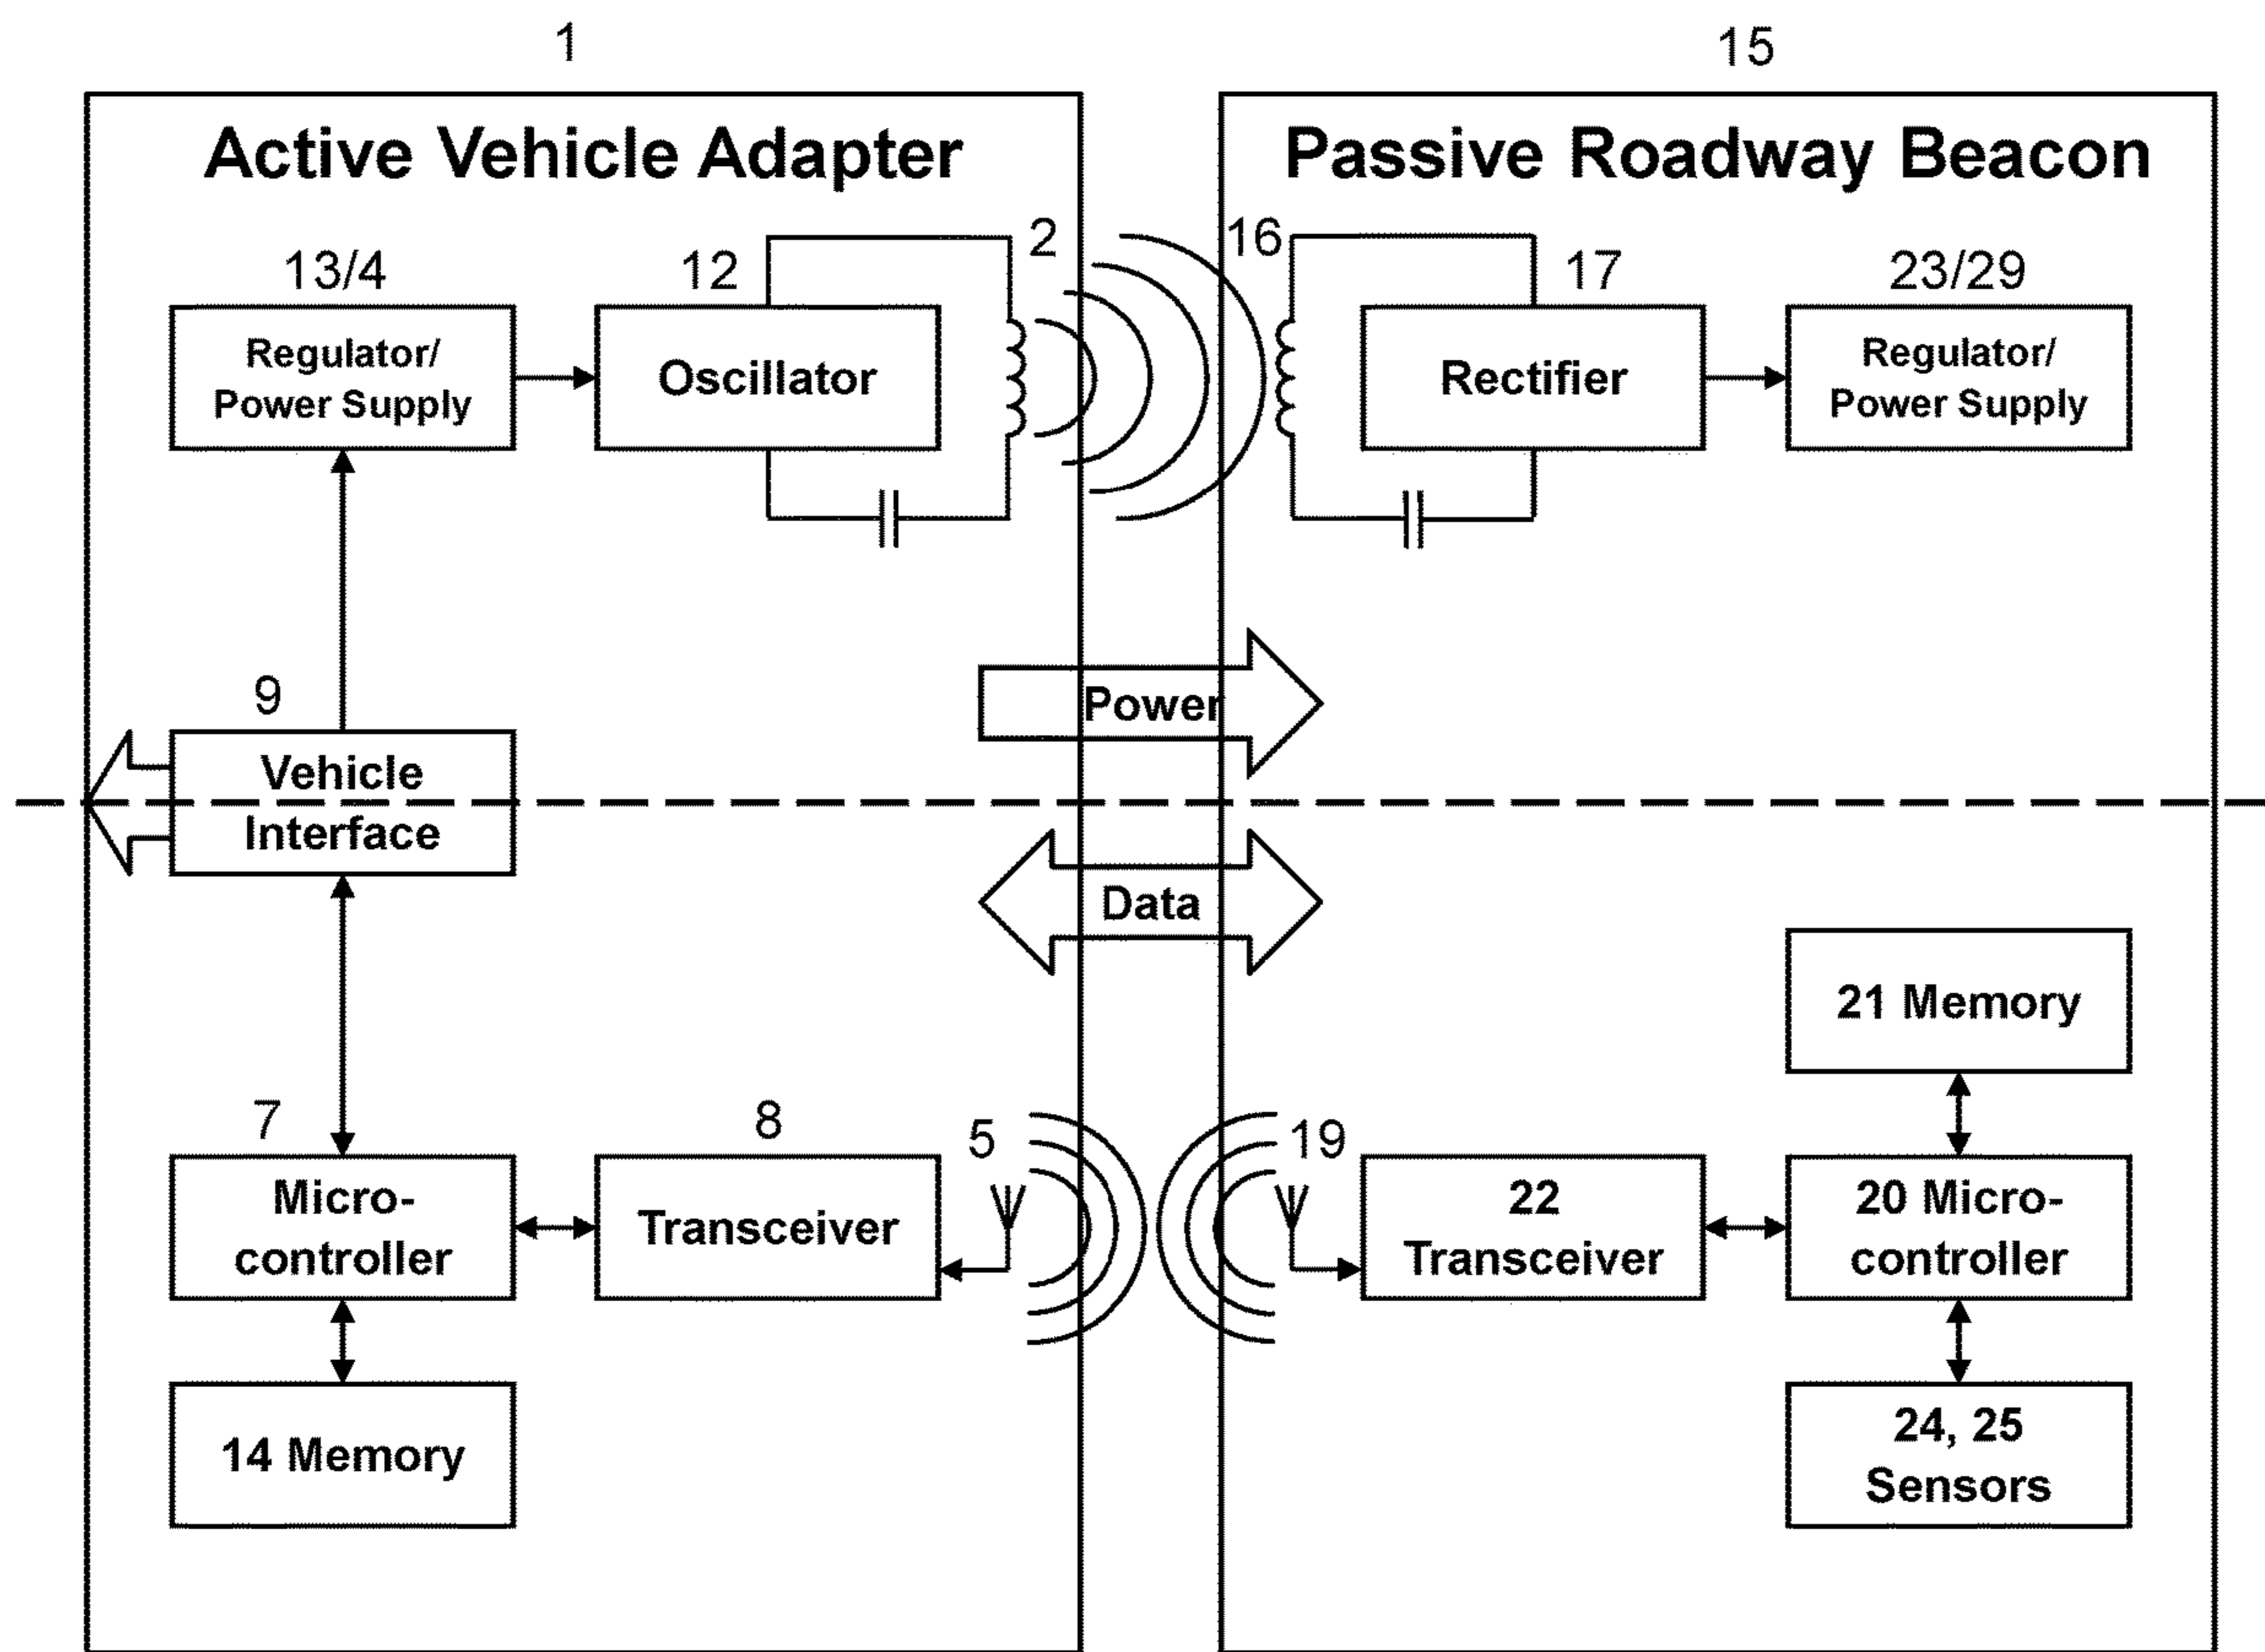 1
15
Active Vehicle Adapter
Passive Roadway Beacon
2
16
13/4
12
17
23/29
Regulator/
Power Supply
Oscillator
Rectifier
Regulator/
Power Supply
9
Power
Vehicle
Interface
Data
21 Memory
7
8
5
19
Micro-
controller
Transceiver
22
Transceiver
20 Micro-
controller
14 Memory
24, 25
Sensors